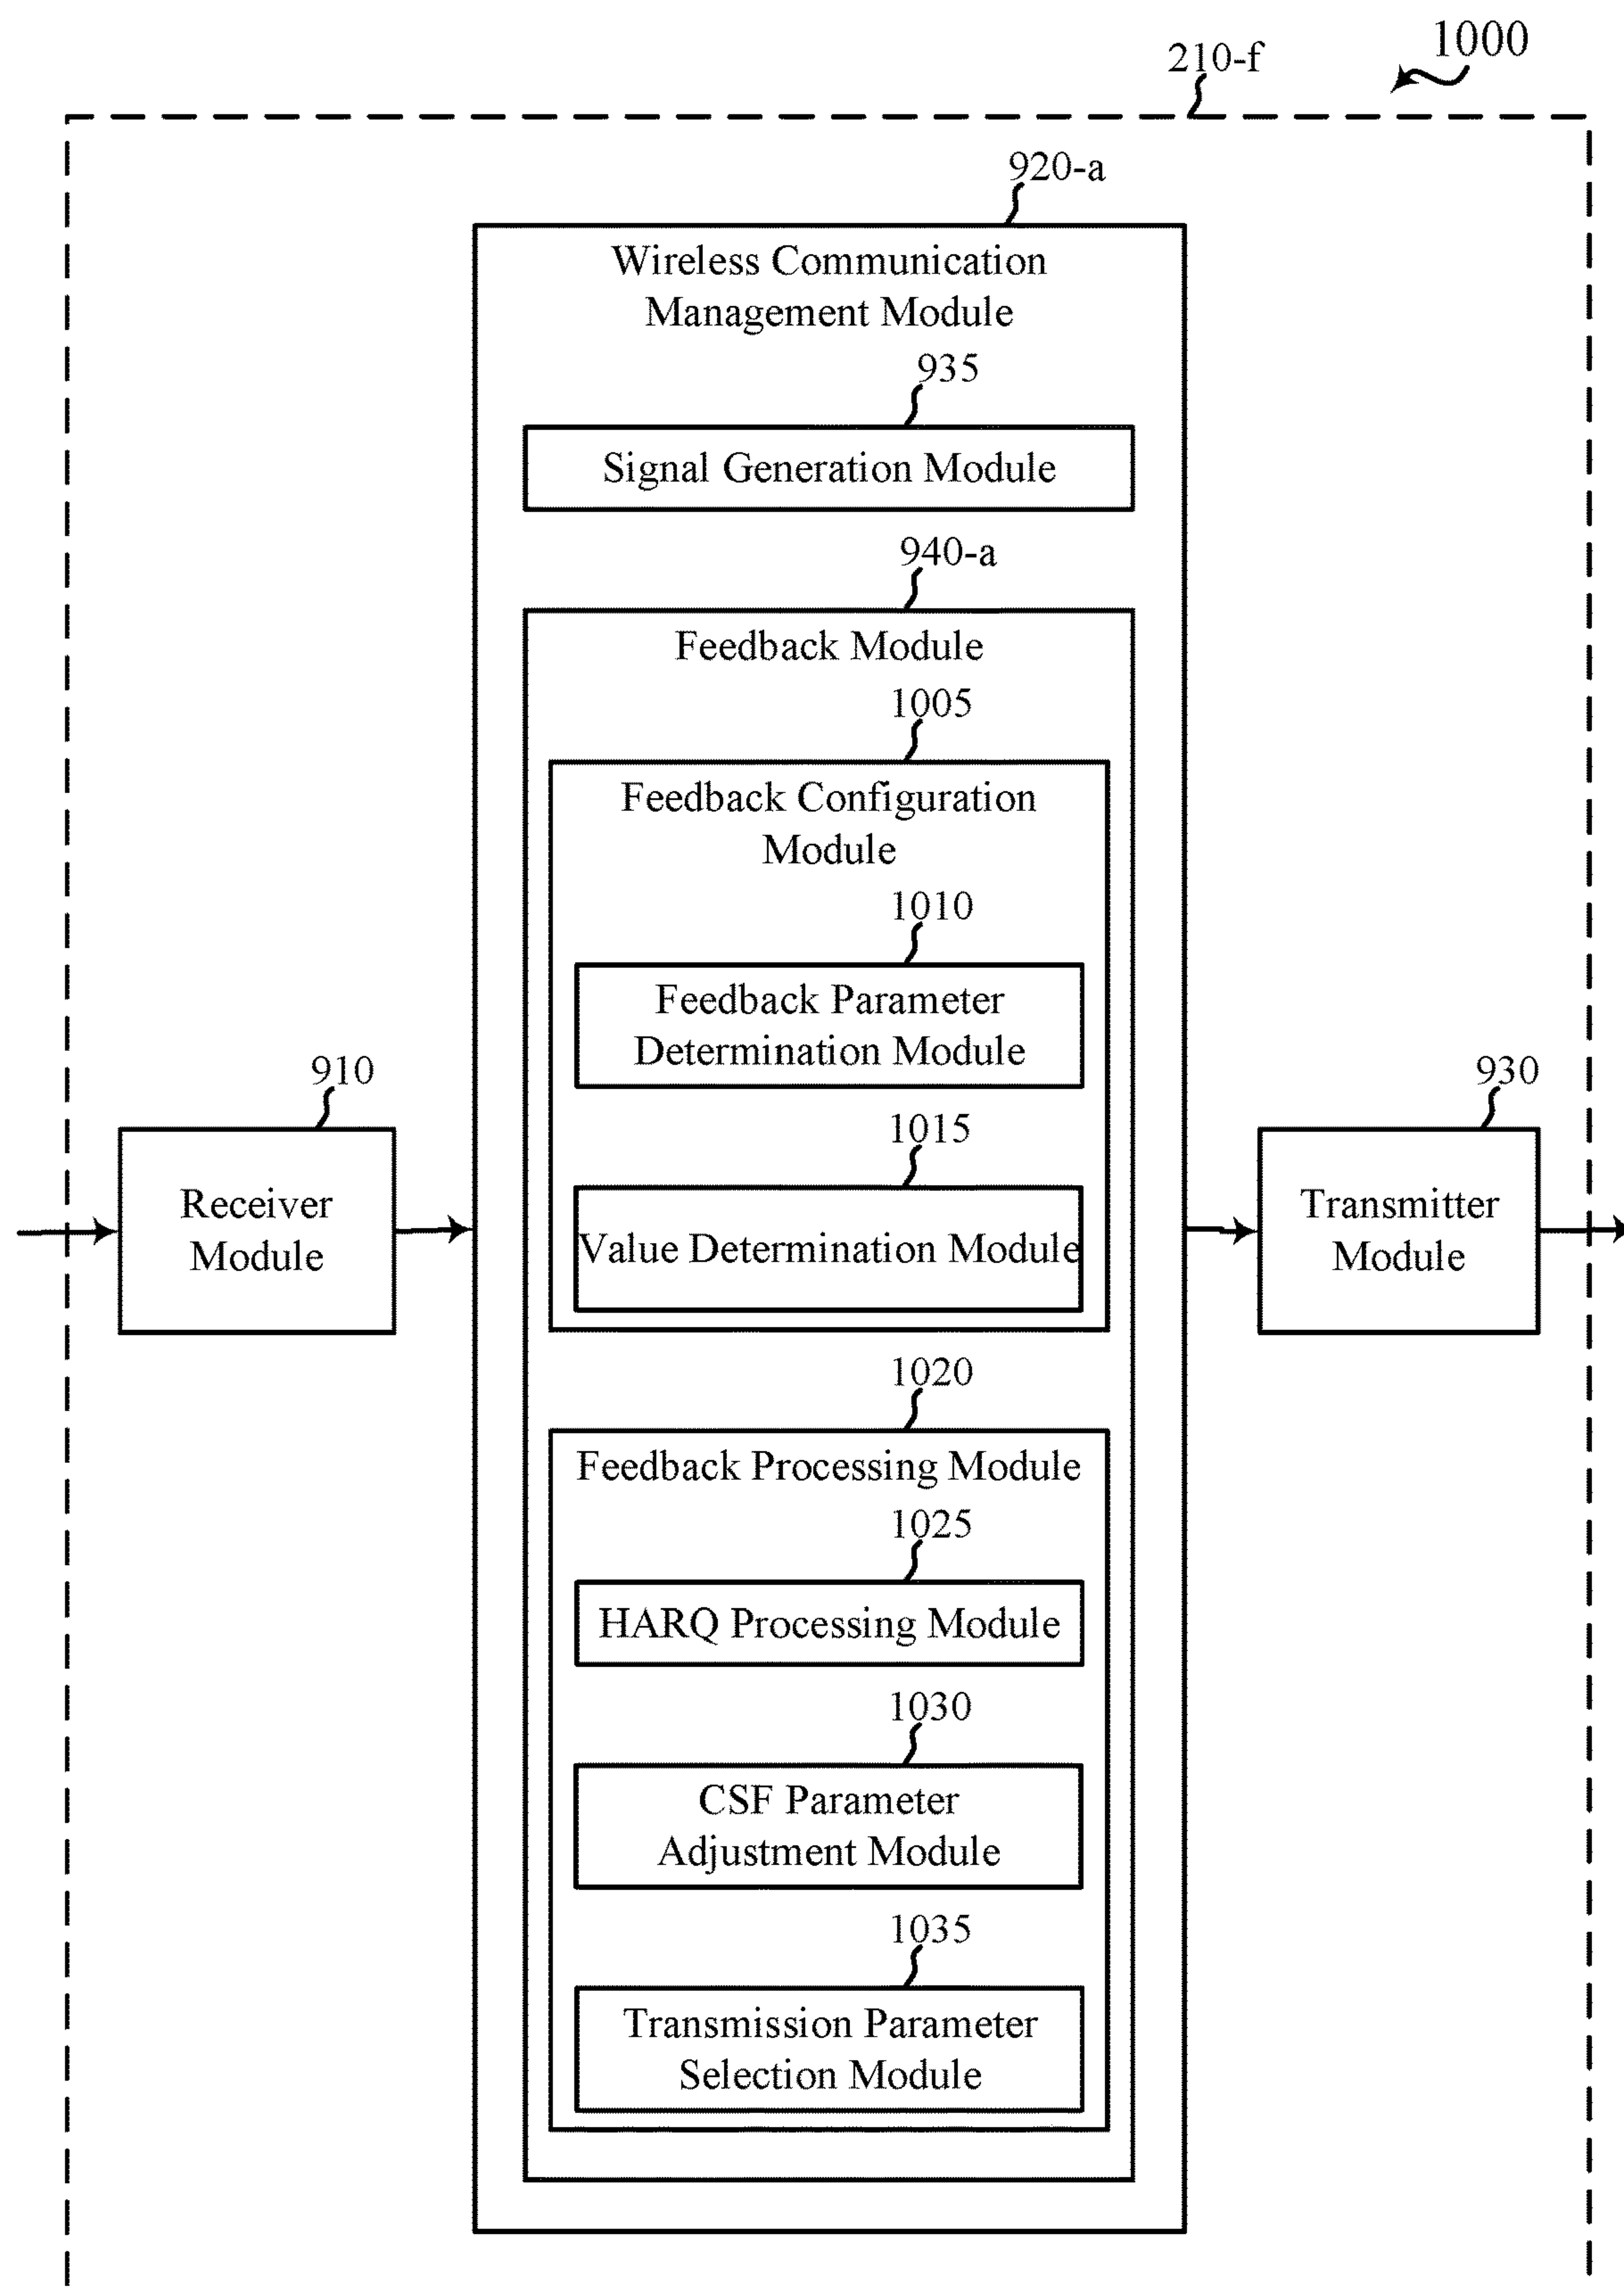 1000
210-f
920-a
Wireless Communication
Management Module
935
Signal Generation Module
940-a
Feedback Module
1005
Feedback Configuration
Module
1010
Feedback Parameter
Determination Module
1015
Value Determination Module
910
Receiver
Module
930
Transmitter
Module
1020
Feedback Processing Module
1025
HARQ Processing Module
1030
CSF Parameter
Adjustment Module
1035
Transmission Parameter
Selection Module